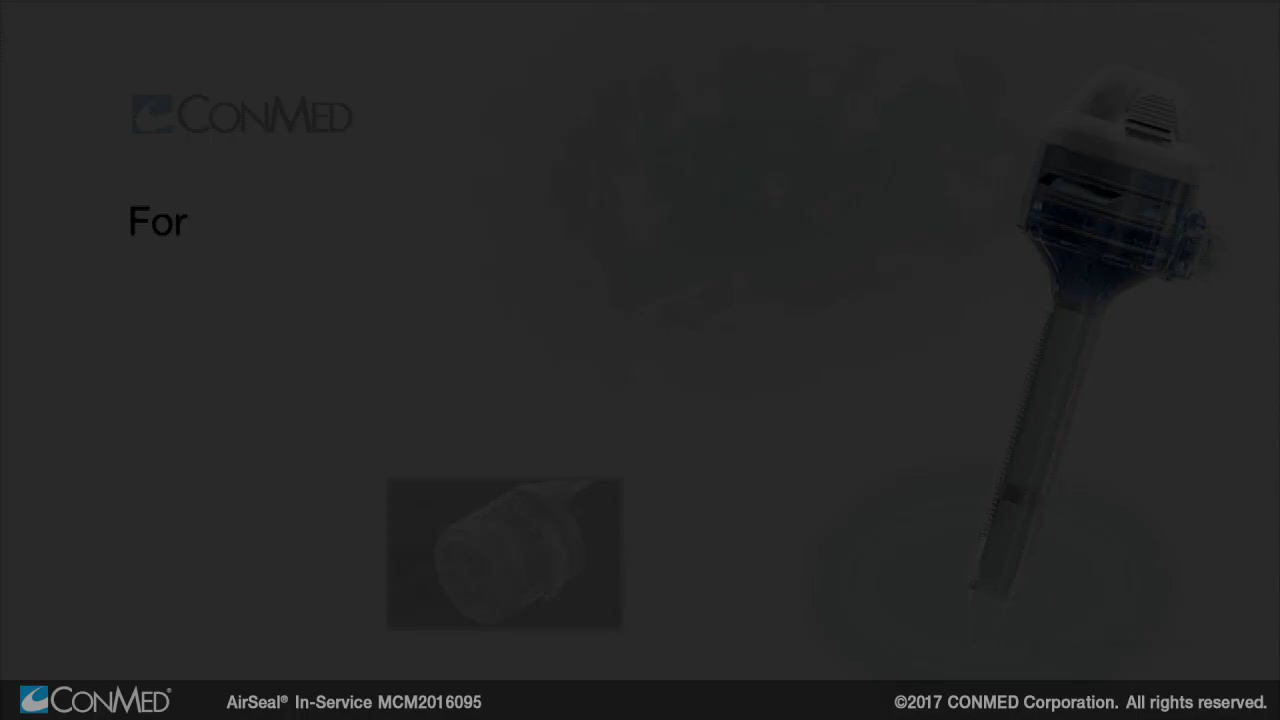 CONMED
For
CONMED®
AirSeal® In-Service MCM2016095
©2017 CONMED Corporation. All rights reserved.